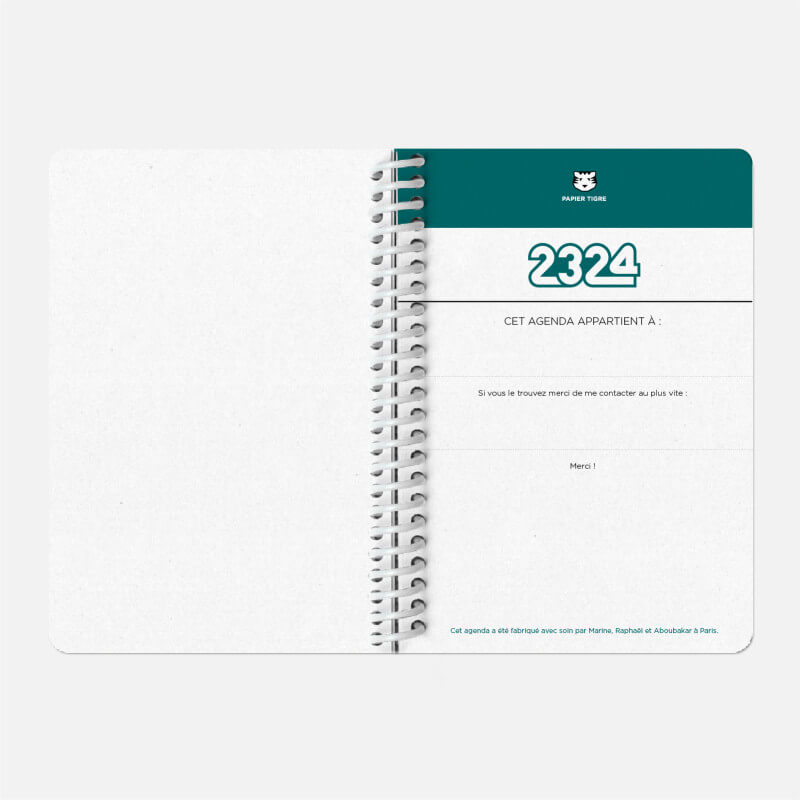 PAPIER TIGRE
2324
CET AGENDA APPARTIENT À :
Si vous le trouvez merci de me contacter au plus vite :
Merci !
Cet agenda a été fabriqué avec soin par Marine, Raphaël et Aboubakar à Paris.